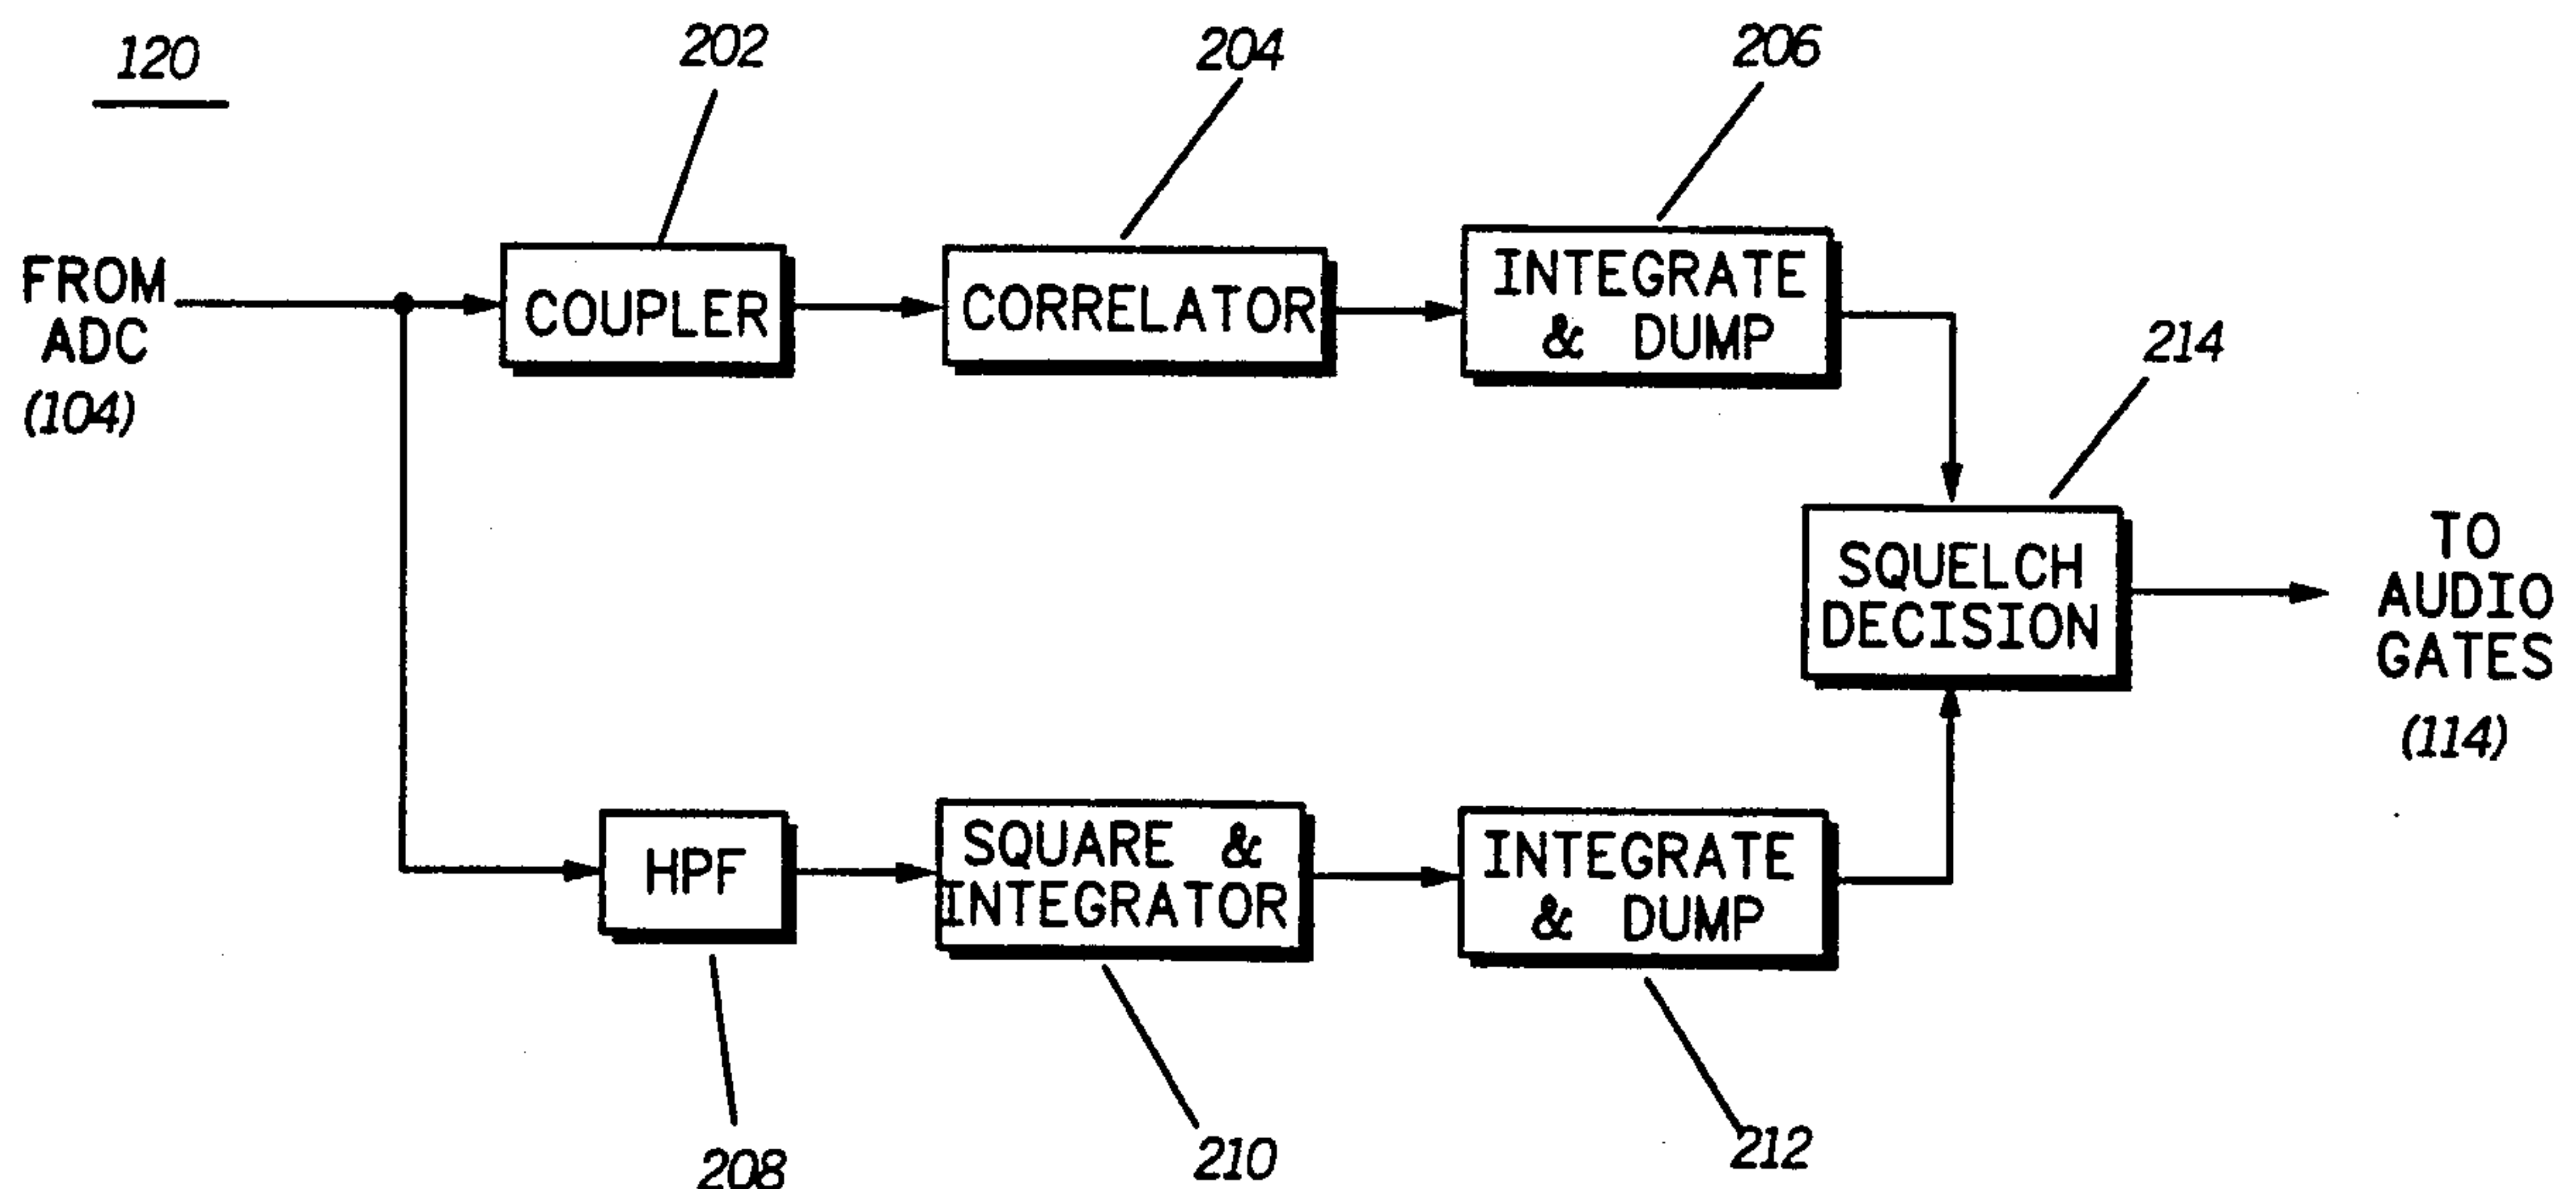 120
202
204
206
FROM
ADC
(104)
COUPLER
CORRELATOR
INTEGRATE
& DUMP
214
SQUELCH
DECISION
TO
AUDIO
GATES
(114)
HPF
SQUARE &
INTEGRATOR
INTEGRATE
& DUMP
208
210
212